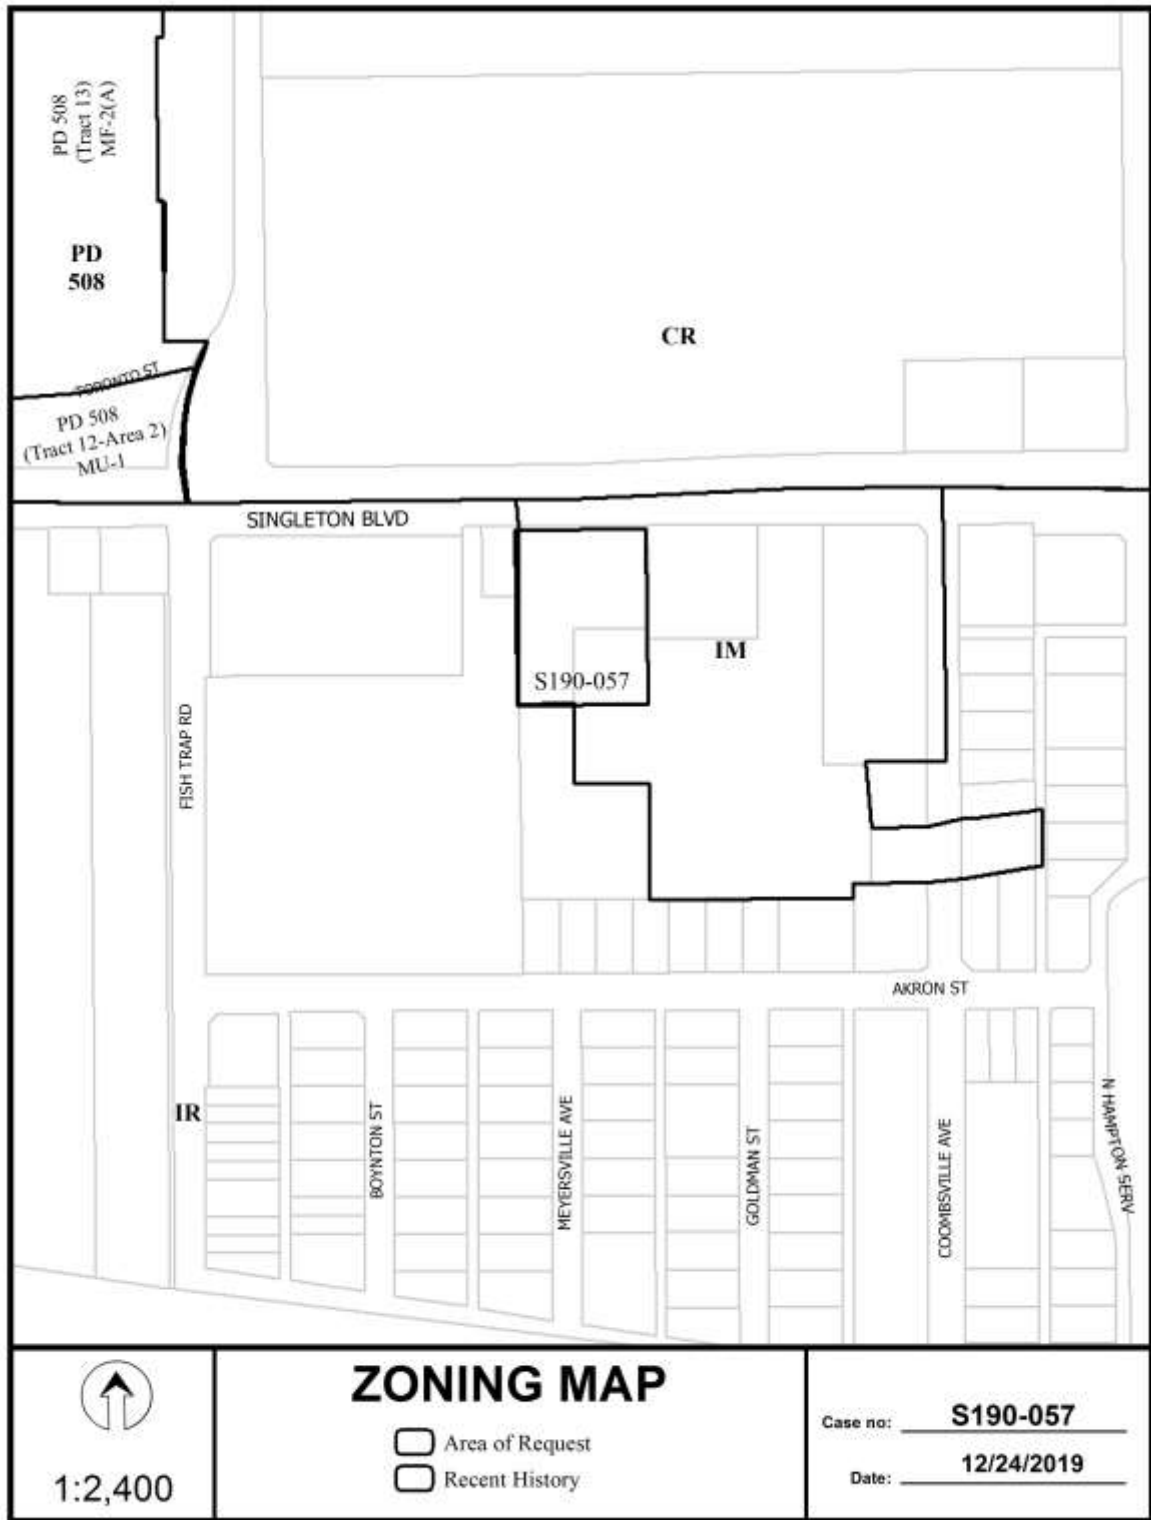 PD 508
(Tract 13)
MF-2(A)
PD
508
CR
TORONTO ST
PD 508
(Tract 12-Area 2)
MU-1
SINGLETON BLVD
IM
S190-057
FISH TRAP RD
AKRON ST
IR
BOYNTON ST
MEYERSVILLE AVE
GOLDMAN ST
COOMBSVILLE AVE
N HAMPTON SERV
1:2,400
ZONING MAP
Area of Request
Recent History
Case no: S190-057
Date: 12/24/2019